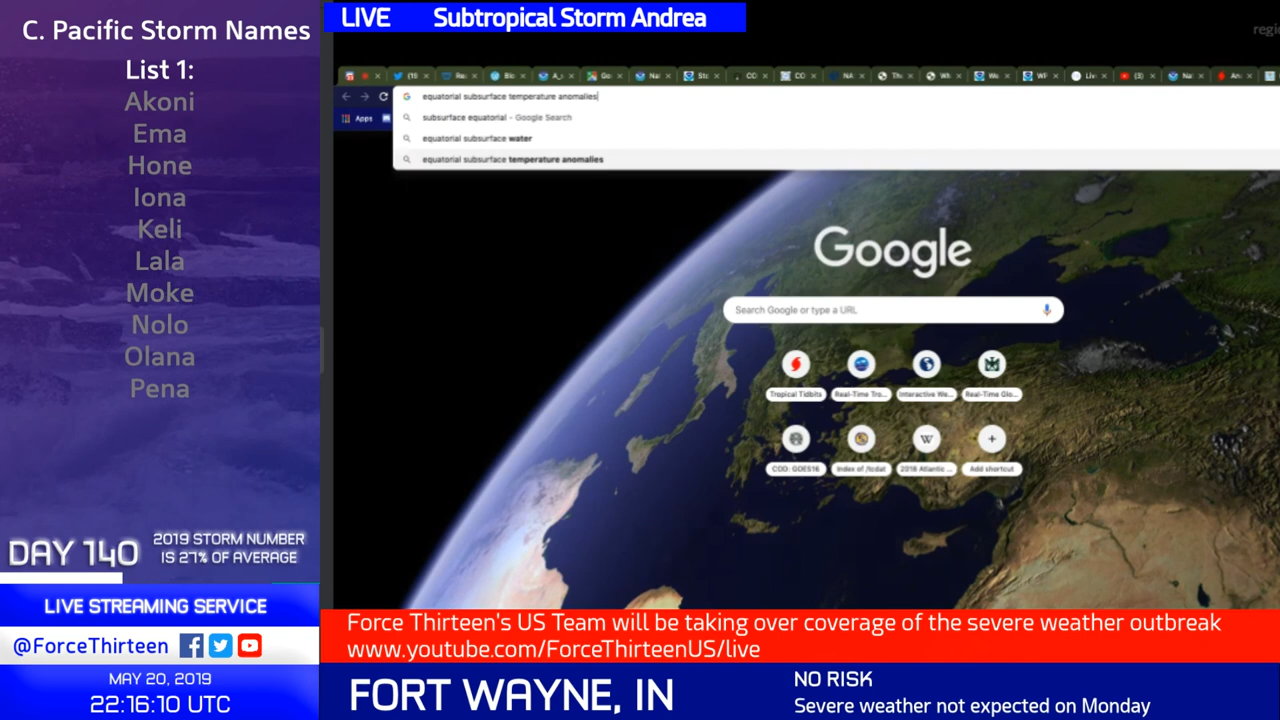 C. Pacific Storm Names
List 1:
Akoni
Ema
Hone
Iona
Keli
Lala
Moke
Nolo
Olana
Pena
DAY 140
2019 STORM NUMBER
IS 27% OF AVERAGE
LIVE STREAMING SERVICE
@ForceThirteen
MAY 20, 2019
22:16:10 UTC
LIVE Subtropical Storm Andrea
regi
equatorial subsurface temperature anomalies
subsurface equatorial - Google Search
equatorial subsurface water
equatorial subsurface temperature anomalies
Apps
Google
Search Google or type a URL
Tropical Tidbits
Real-Time Tro...
Interactive We...
Real-Time Glo...
COD: GOES16
Index of /tcdat
2018 Atlantic ...
Add shortcut
Force Thirteen's US Team will be taking over coverage of the severe weather outbreak
www.youtube.com/ForceThirteenUS/live
FORT WAYNE, IN
NO RISK
Severe weather not expected on Monday